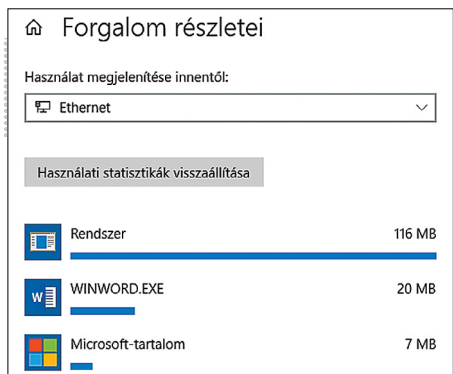 Forgalom részletei
Használat megjelenítése innentől:
Ethernet
Használati statisztikák visszaállítása
Rendszer 116 MB
WINWORD.EXE 20 MB
Microsoft-tartalom 7 MB